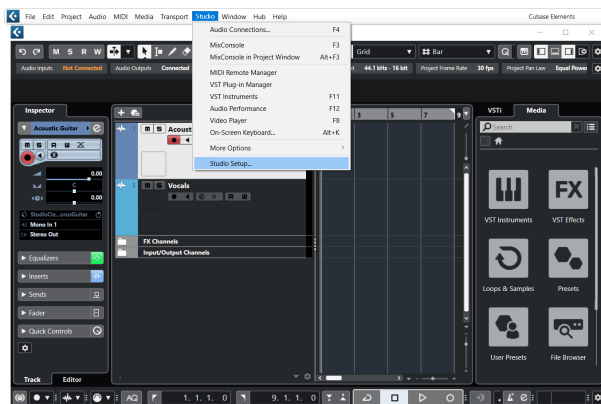 File Edit Project Audio MIDI Media Transport Studio Window Hub Help
Cubase Elements
M S R W
Grid
Bar
Audio Inputs Not Connected Audio Outputs Connected
44.1 kHz - 16 bit Project Frame Rate 30 fps Project Pan Law Equal Power
Audio Connections... F4
MixConsole F3
MixConsole in Project Window Alt+F3
MIDI Remote Manager
VST Plug-in Manager
VST Instruments F11
Audio Performance F12
Video Player F8
On-Screen Keyboard... Alt+K
More Options
Studio Setup...
Inspector
Acoustic Guitar
M S R W
0.00
C
0.00
Mono In 1
Stereo Out
Equalizers
Inserts
Sends
Fader
Quick Controls
Track Editor
1 M S Acoust
2 M S Vocals
R W
FX Channels
Input/Output Channels
3 5 7 9
VSTi Media
Search
VST Instruments
FX
VST Effects
Loops & Samples
Presets
User Presets
File Browser
AQ
1. 1. 1. 0
9. 1. 1. 0